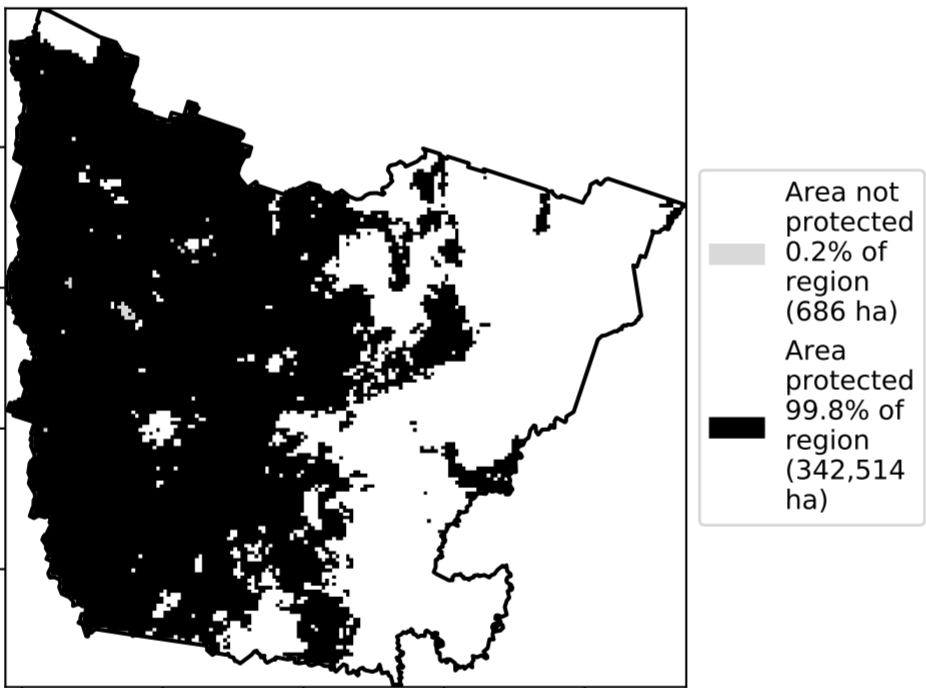 Area not
protected
0.2% of
region
(686 ha)
Area
protected
99.8% of
region
(342,514
ha)